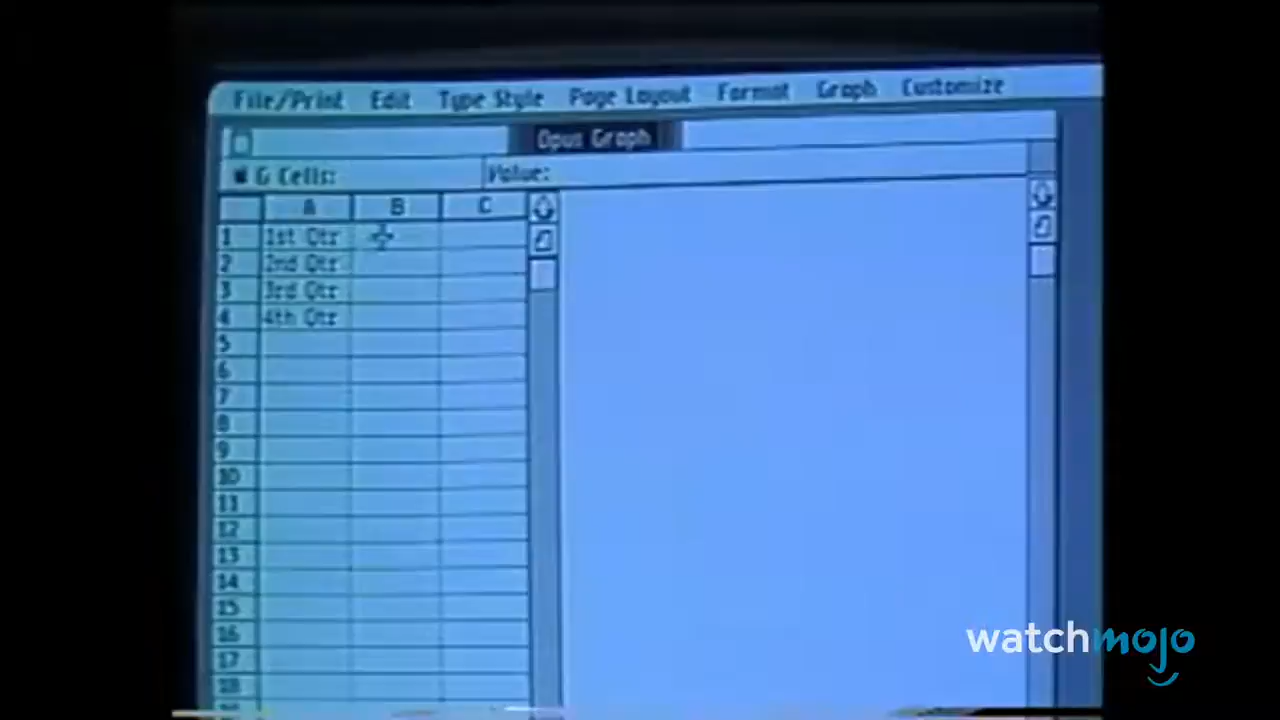 File/Print Edit Type Style Page Layout Format Graph Customize
Opus Graph
G Cells: Value:
A B C
1 1st Qtr
2 2nd Qtr
3 3rd Qtr
4 4th Qtr
5
6
7
8
9
10
11
12
13
14
15
16
17
18
watchmojo